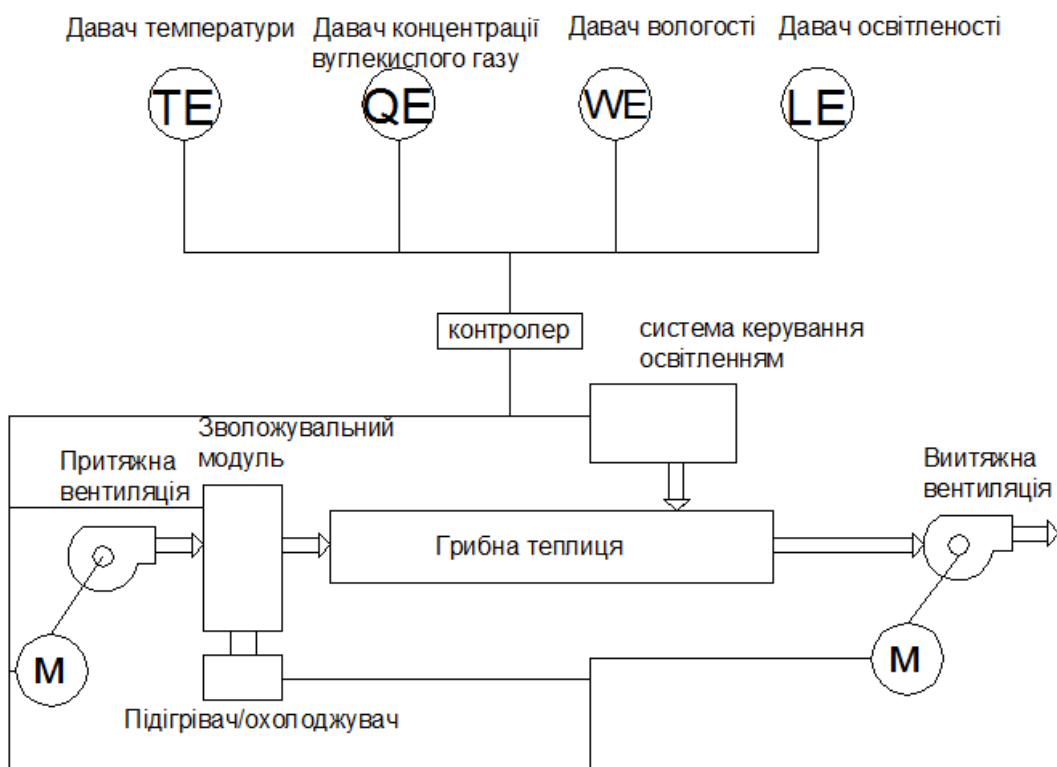 Давач температури
Давач концентрації
вуглекислого газу
Давач вологості
Давач освітленості
TE
QE
WE
LE
контролер
система керування
освітленням
Зволожувальний
модуль
Притяжна
вентиляція
Виитяжна
вентиляція
Грибна теплиця
M
M
Підігрівач/охолоджувач